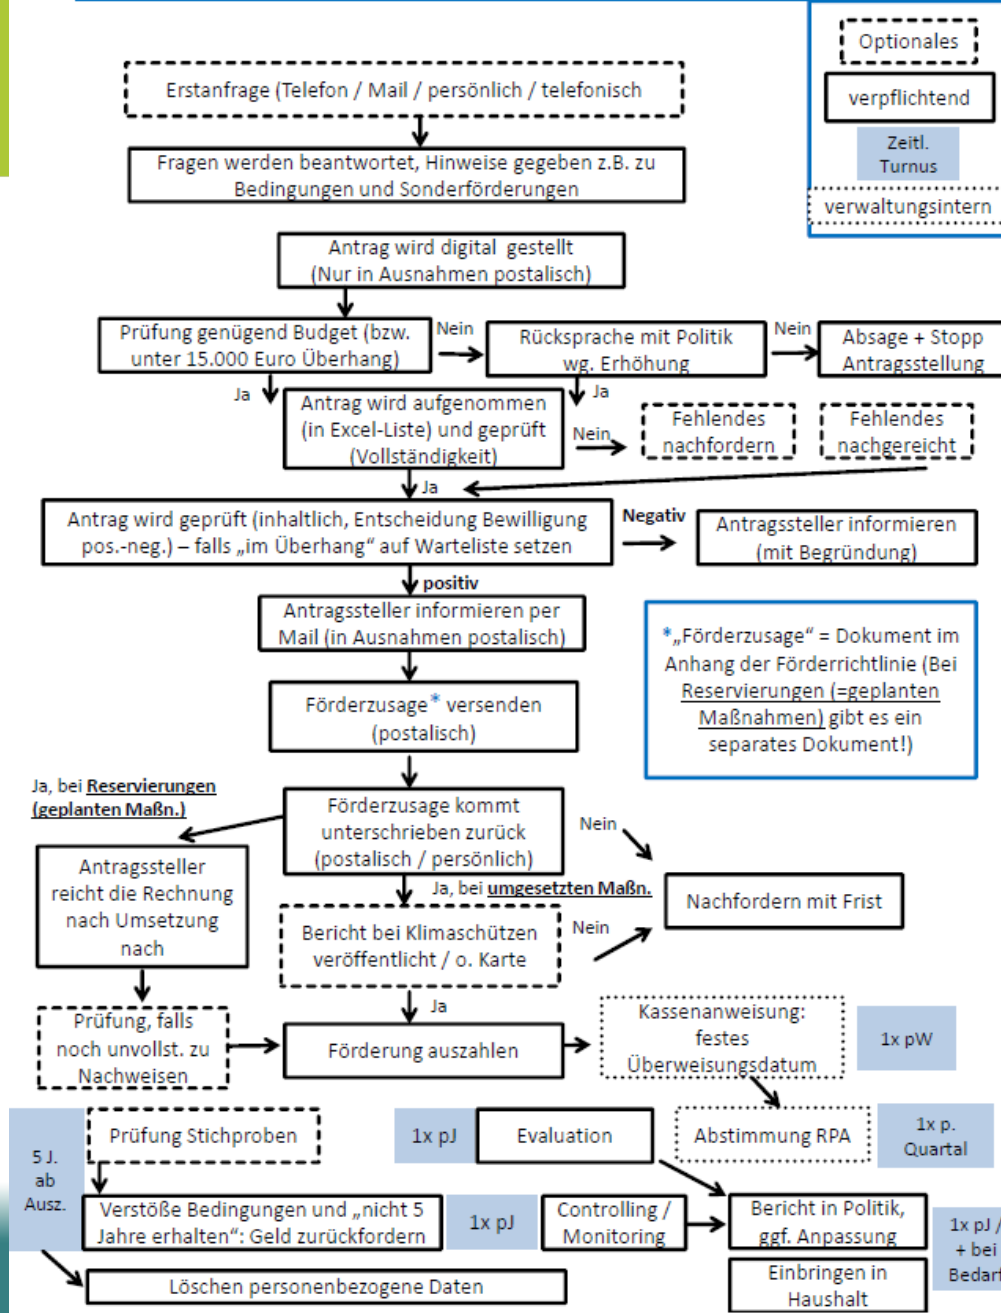 Optionales
verpflichtend
Zeitl.
Turnus
verwaltungsintern
Erstanfrage (Telefon / Mail / persönlich / telefonisch
Fragen werden beantwortet, Hinweise gegeben z.B. zu
Bedingungen und Sonderförderungen
Antrag wird digital gestellt
(Nur in Ausnahmen postalisch)
Prüfung genügend Budget (bzw.
unter 15.000 Euro Überhang)
Nein
Rücksprache mit Politik
wg. Erhöhung
Nein
Absage + Stopp
Antragsstellung
Ja
Ja
Antrag wird aufgenommen
(in Excel-Liste) und geprüft
(Vollständigkeit)
Nein
Fehlendes
nachfordern
Fehlendes
nachgereicht
Ja
Antrag wird geprüft (inhaltlich, Entscheidung Bewilligung
pos.-neg.) – falls „im Überhang“ auf Warteliste setzen
Negativ
Antragssteller informieren
(mit Begründung)
positiv
Antragssteller informieren per
Mail (in Ausnahmen postalisch)
*„Förderzusage“ = Dokument im
Anhang der Förderrichtlinie (Bei
Reservierungen (=geplanten
Maßnahmen) gibt es ein
separates Dokument!)
Förderzusage* versenden
(postalisch)
Ja, bei Reservierungen
(geplanten Maßn.)
Förderzusage kommt
unterschrieben zurück
(postalisch / persönlich)
Nein
Antragssteller
reicht die Rechnung
nach Umsetzung
nach
Ja, bei umgesetzten Maßn.
Nachfordern mit Frist
Bericht bei Klimaschützen
veröffentlicht / o. Karte
Nein
Ja
Prüfung, falls
noch unvollst. zu
Nachweisen
Förderung auszahlen
Kassenanweisung:
festes
Überweisungsdatum
1x pW
5 J.
ab
Ausz.
Prüfung Stichproben
1x pJ
Evaluation
Abstimmung RPA
1x p.
Quartal
Verstöße Bedingungen und „nicht 5
Jahre erhalten“: Geld zurückfordern
1x pJ
Controlling /
Monitoring
Bericht in Politik,
ggf. Anpassung
1x pJ /
+ bei
Bedarf
Löschen personenbezogene Daten
Einbringen in
Haushalt